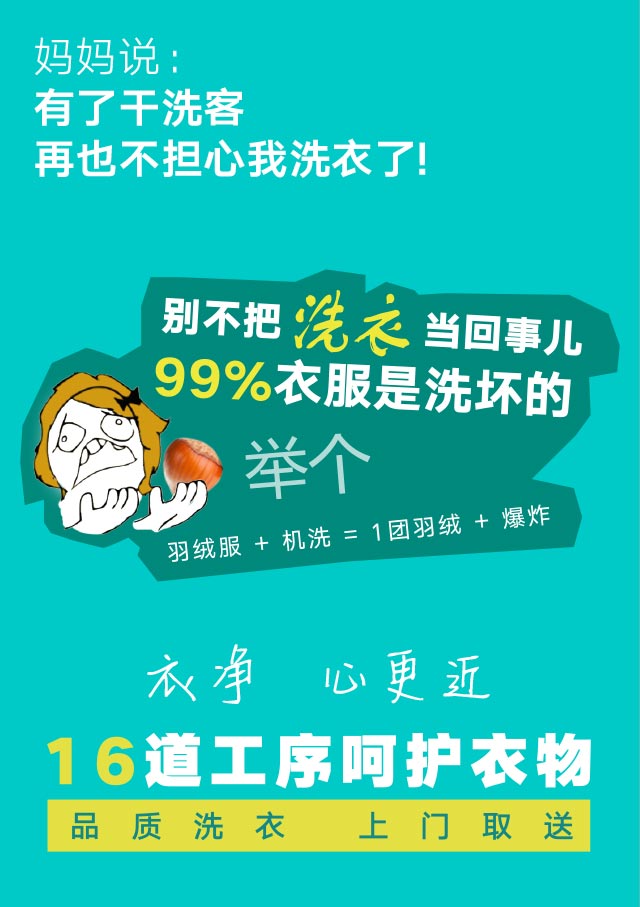 妈妈说：
有了干洗客
再也不担心我洗衣了!
别不把洗衣当回事儿
99%衣服是洗坏的
举个
羽绒服 + 机洗 = 1团羽绒 + 爆炸
衣净 心更近
16道工序呵护衣物
品质洗衣 上门取送